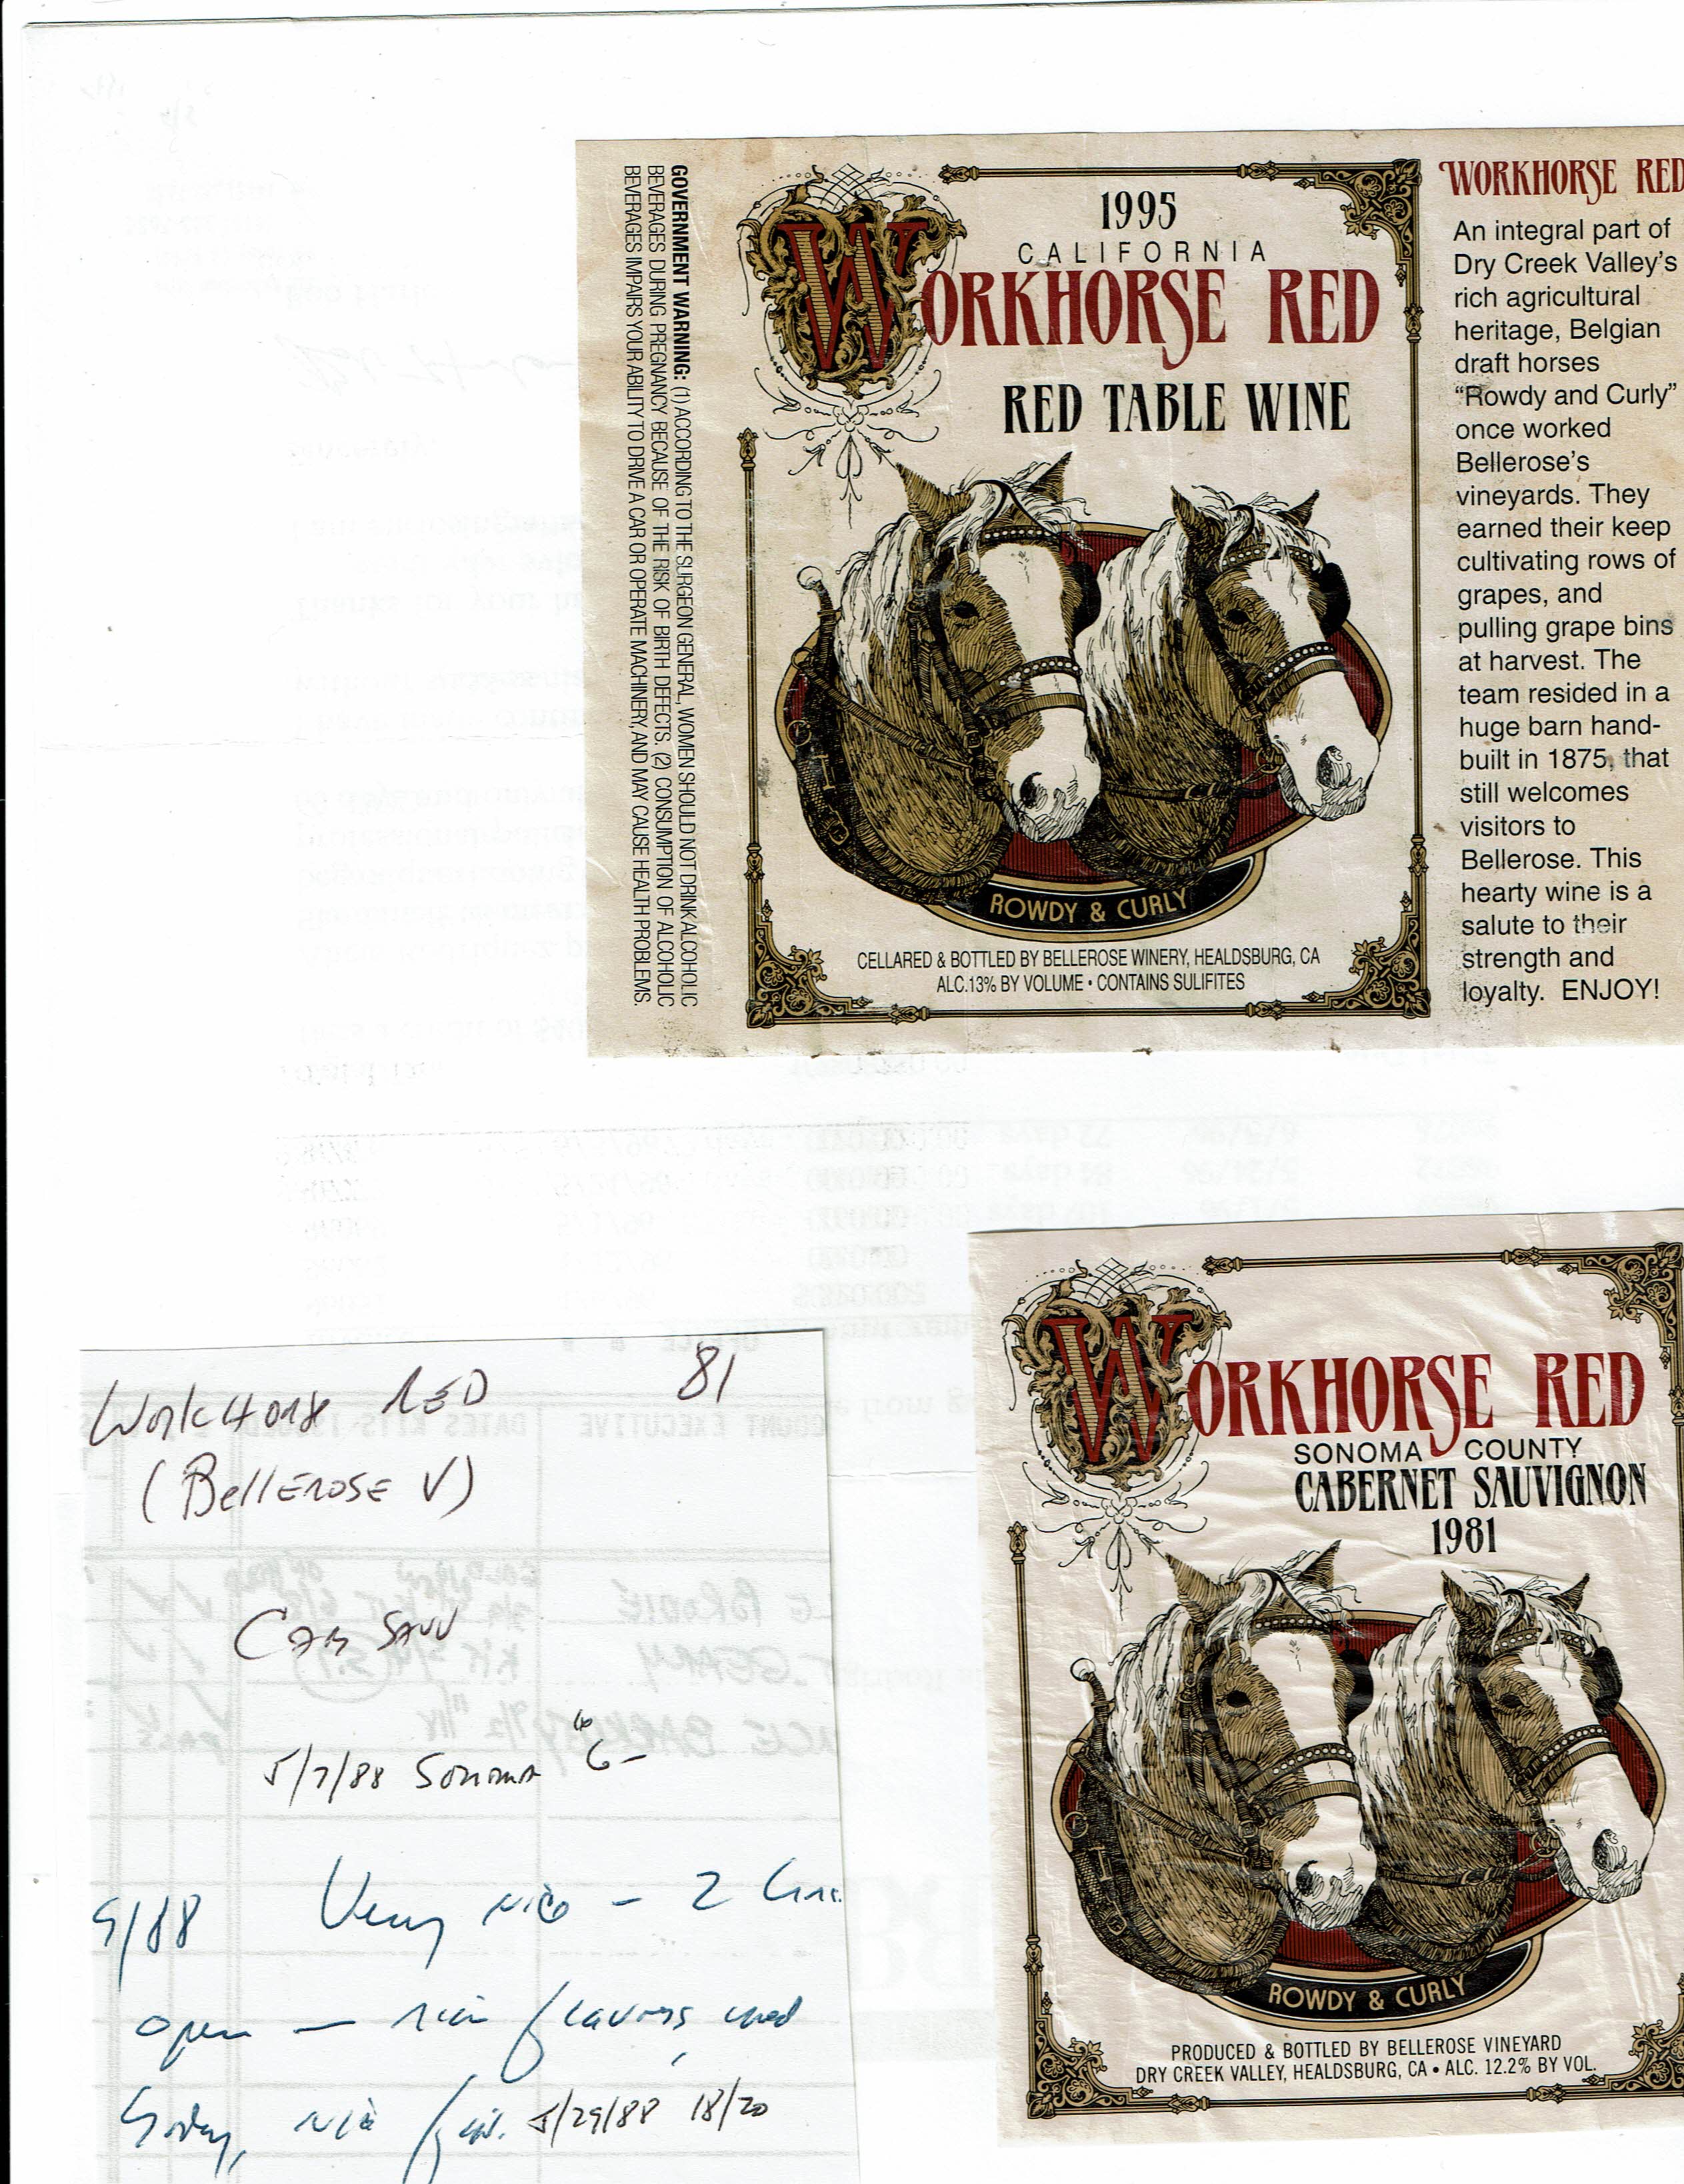 GOVERNMENT WARNING: (1) ACCORDING TO THE SURGEON GENERAL, WOMEN SHOULD NOT DRINK ALCOHOLIC
BEVERAGES DURING PREGNANCY BECAUSE OF THE RISK OF BIRTH DEFECTS. (2) CONSUMPTION OF ALCOHOLIC
BEVERAGES IMPAIRS YOUR ABILITY TO DRIVE A CAR OR OPERATE MACHINERY, AND MAY CAUSE HEALTH PROBLEMS.
1995
CALIFORNIA
WORKHORSE RED
RED TABLE WINE
ROWDY & CURLY
CELLARED & BOTTLED BY BELLEROSE WINERY, HEALDSBURG, CA
ALC.13% BY VOLUME • CONTAINS SULIFITES
WORKHORSE RED
An integral part of
Dry Creek Valley's
rich agricultural
heritage, Belgian
draft horses
“Rowdy and Curly”
once worked
Bellerose's
vineyards. They
earned their keep
cultivating rows of
grapes, and
pulling grape bins
at harvest. The
team resided in a
huge barn hand-
built in 1875, that
still welcomes
visitors to
Bellerose. This
hearty wine is a
salute to their
strength and
loyalty. ENJOY!
WORKHORSE RED
SONOMA COUNTY
CABERNET SAUVIGNON
1981
ROWDY & CURLY
PRODUCED & BOTTLED BY BELLEROSE VINEYARD
DRY CREEK VALLEY, HEALDSBURG, CA • ALC. 12.2% BY VOL.
WORKHORSE RED 81
(BellEROSE V)
CAB SAUV
5/7/88 Sonoma 6-
5/88 Very nice - 2
open — flavors, good
5/29/88 18/20